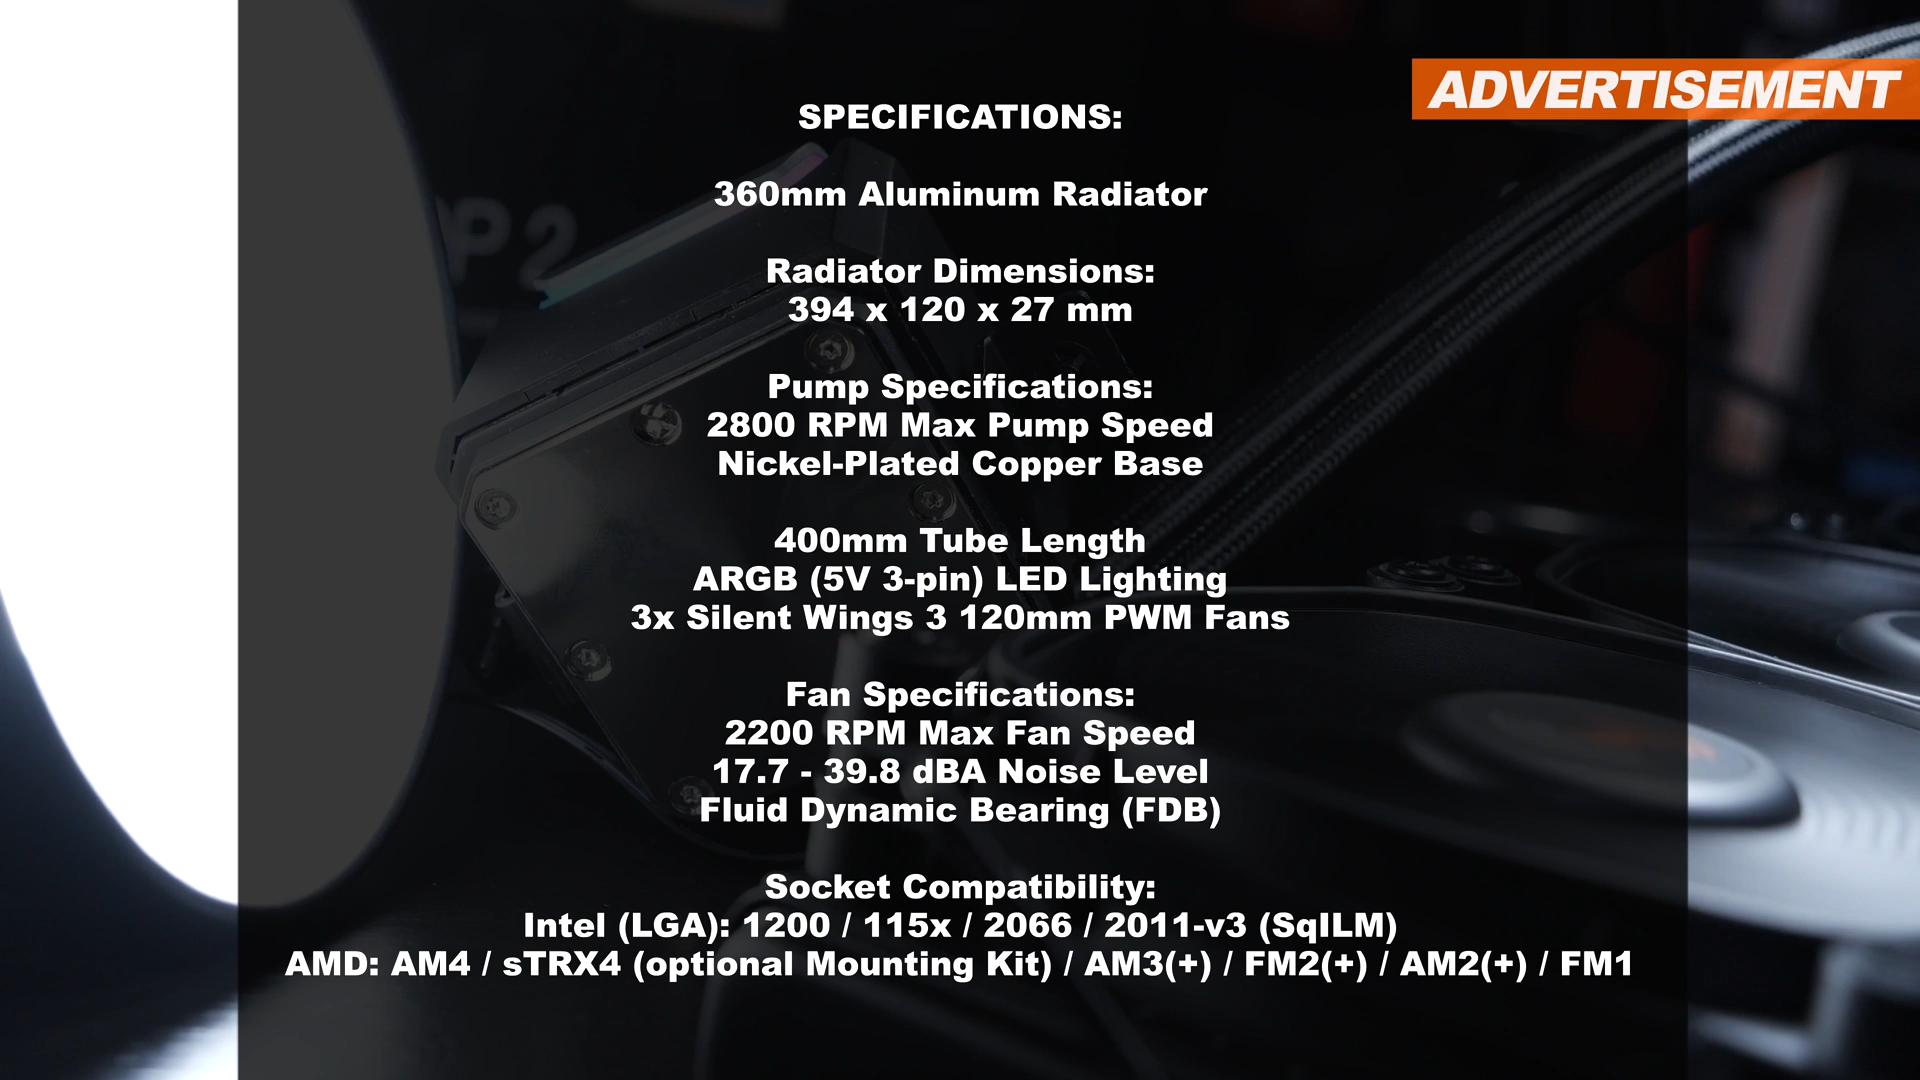 ADVERTISEMENT
SPECIFICATIONS:
360mm Aluminum Radiator
Radiator Dimensions:
394 x 120 x 27 mm
P2
Pump Specifications:
2800 RPM Max Pump Speed
Nickel-Plated Copper Base
400mm Tube Length
ARGB (5V 3-pin) LED Lighting
3x Silent Wings 3 120mm PWM Fans
Fan Specifications:
2200 RPM Max Fan Speed
17.7 - 39.8 dBA Noise Level
Fluid Dynamic Bearing (FDB)
Socket Compatibility:
Intel (LGA): 1200 / 115x / 2066 / 2011-v3 (SqILM)
AMD: AM4 / sTRX4 (optional Mounting Kit) / AM3(+) / FM2(+) / AM2(+) / FM1